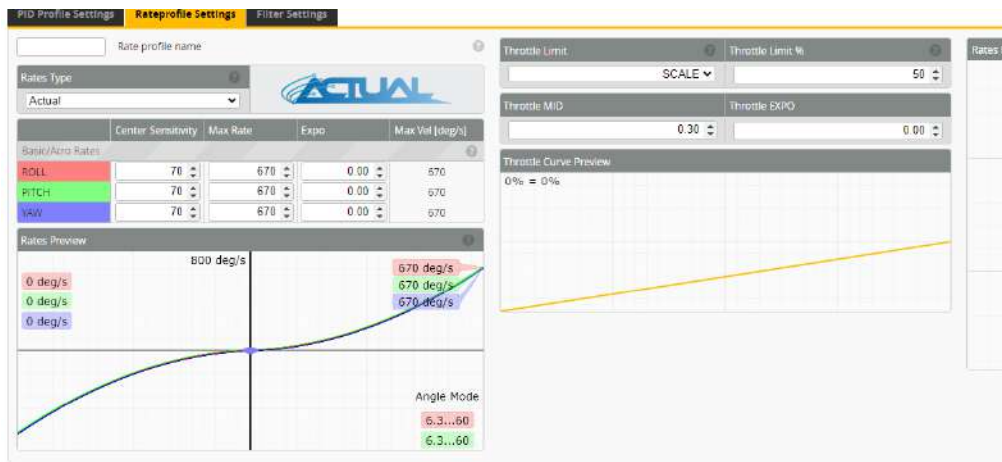 PID Profile Settings Rateprofile Settings Filter Settings
Rate profile name
Rates Type
Actual
ACTUAL
Center Sensitivity Max Rate Expo Max Vel [deg/s]
Basic/Acro Rates
ROLL 70 670 0.00 670
PITCH 70 670 0.00 670
YAW 70 670 0.00 670
Rates Preview
800 deg/s
0 deg/s
0 deg/s
0 deg/s
670 deg/s
670 deg/s
670 deg/s
Angle Mode
6.3...60
6.3...60
Throttle Limit Throttle Limit %
SCALE 50
Throttle MID Throttle EXPO
0.30 0.00
Throttle Curve Preview
0% = 0%
Rates